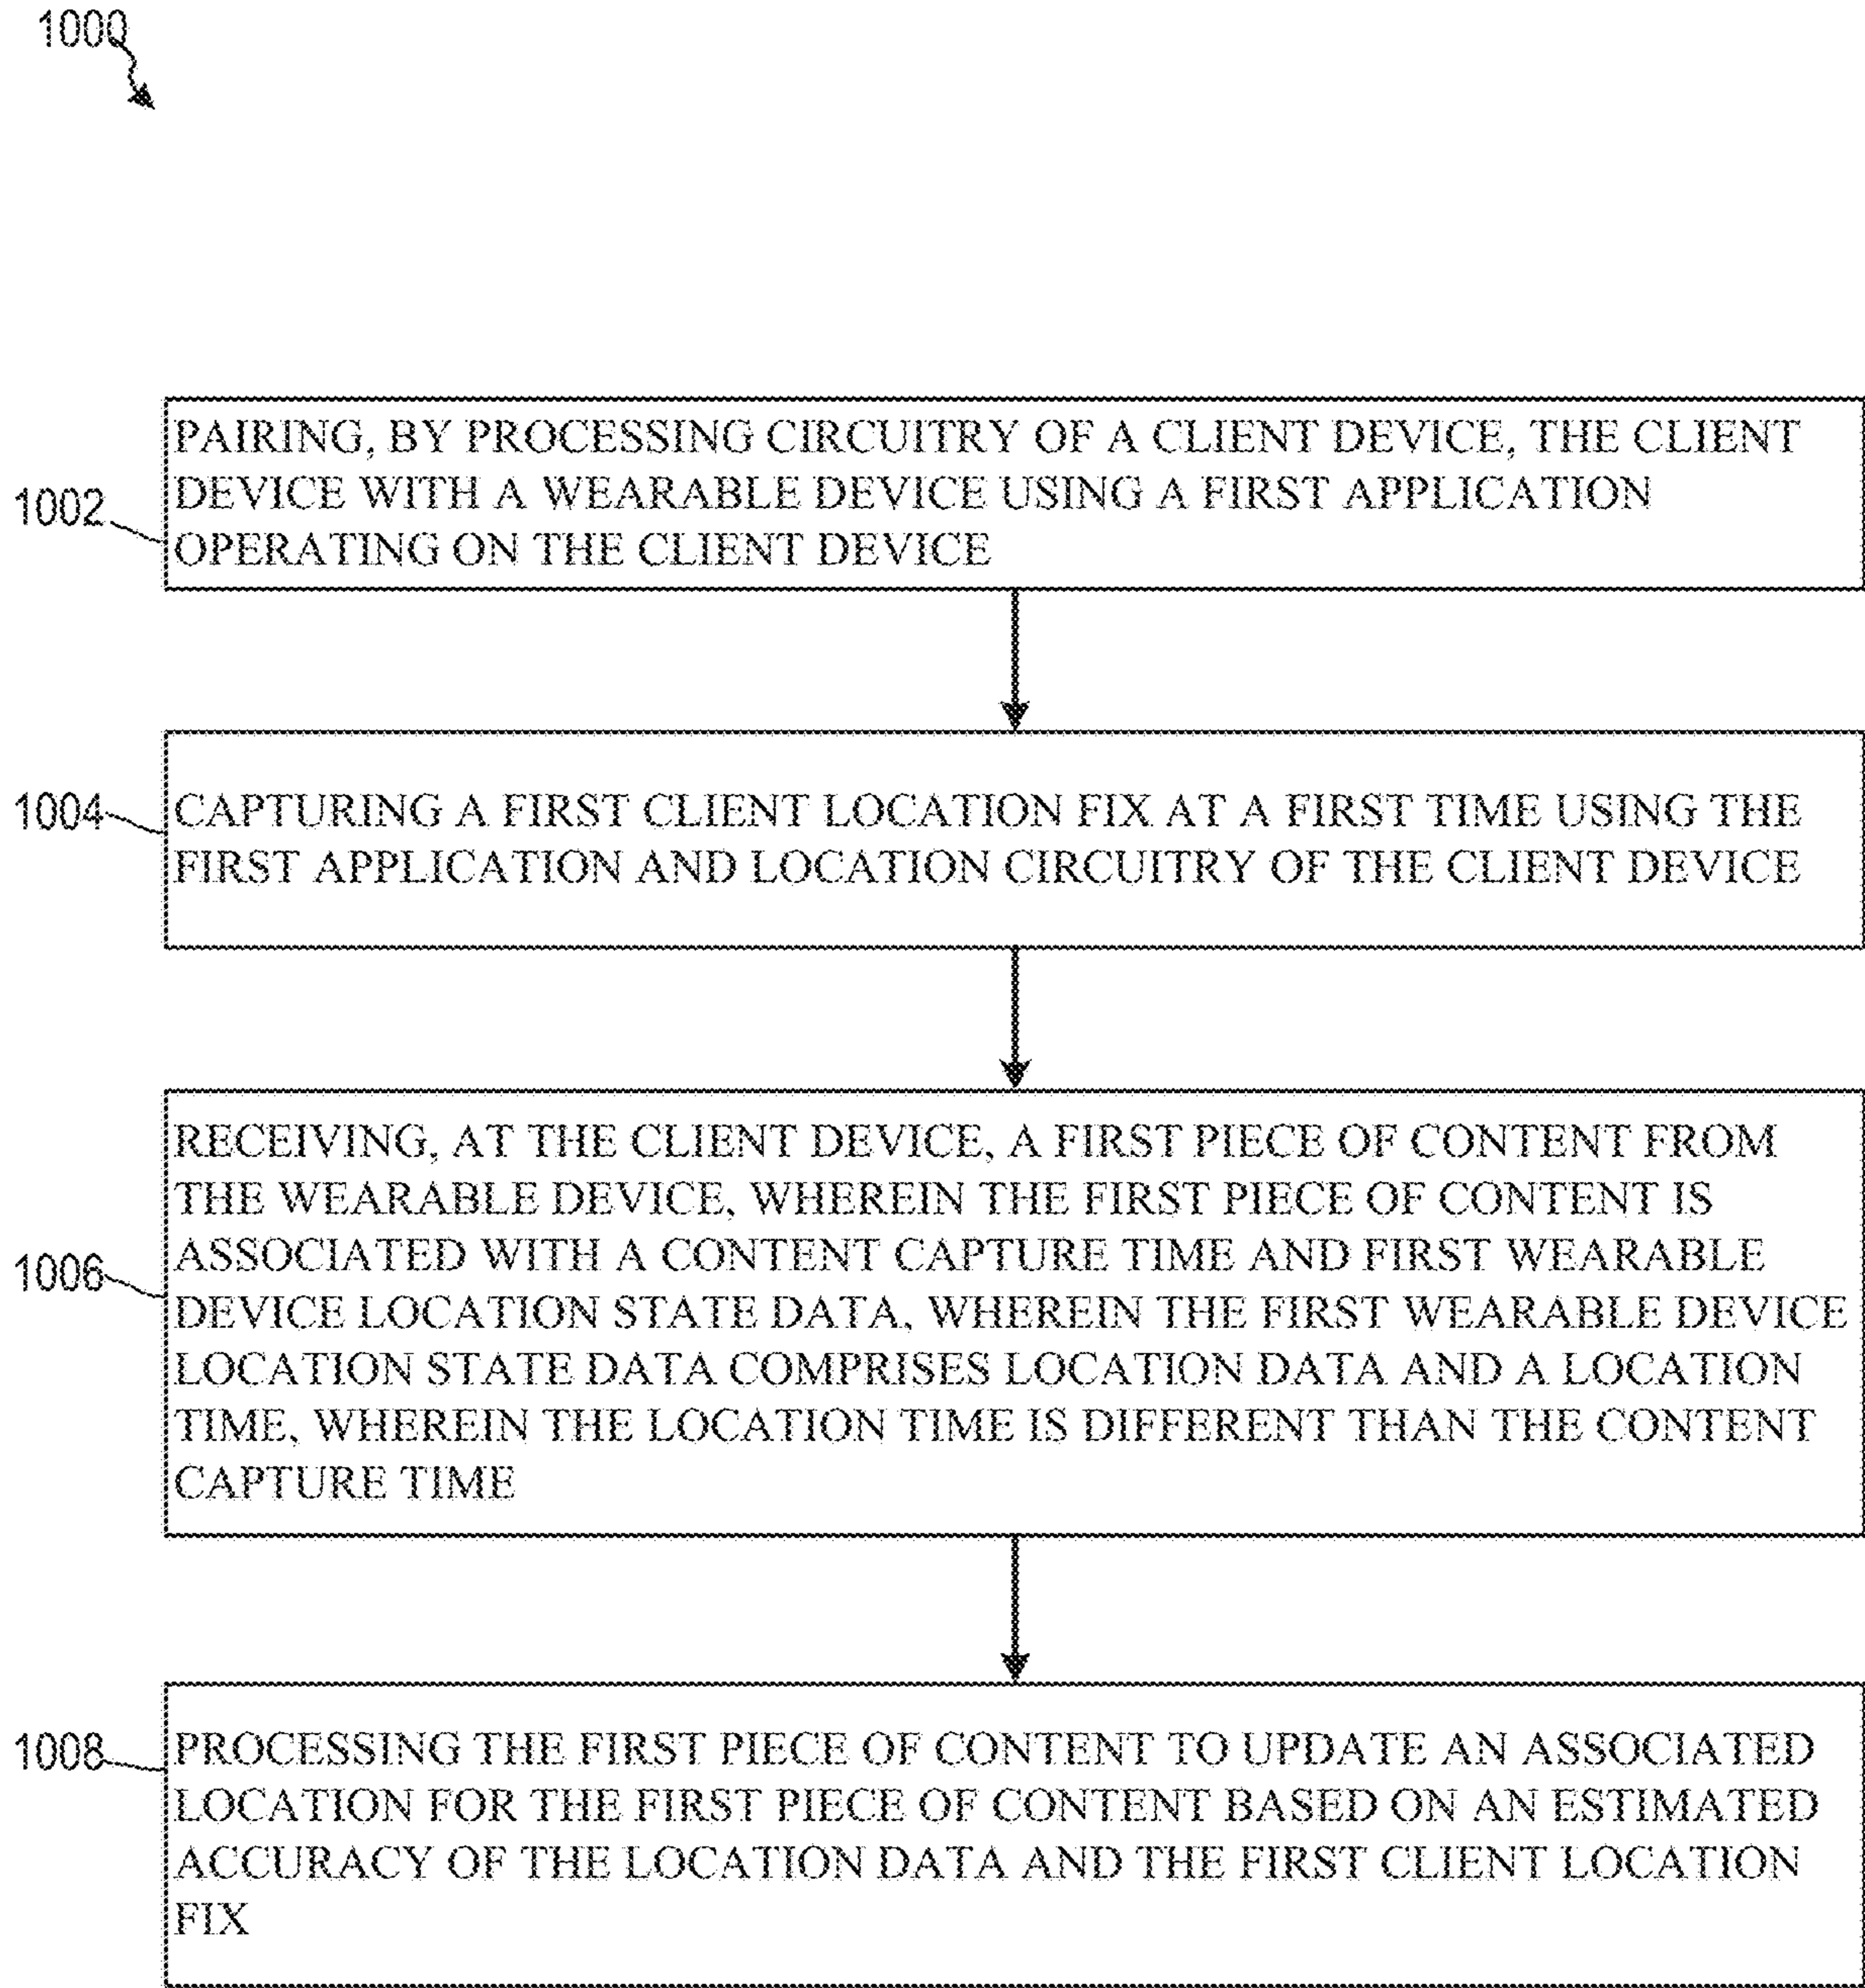 1000
PAIRING, BY PROCESSING CIRCUITRY OF A CLIENT DEVICE, THE CLIENT
DEVICE WITH A WEARABLE DEVICE USING A FIRST APPLICATION
OPERATING ON THE CLIENT DEVICE
1002
CAPTURING A FIRST CLIENT LOCATION FIX AT A FIRST TIME USING THE
FIRST APPLICATION AND LOCATION CIRCUITRY OF THE CLIENT DEVICE
1004
RECEIVING, AT THE CLIENT DEVICE, A FIRST PIECE OF CONTENT FROM
THE WEARABLE DEVICE, WHEREIN THE FIRST PIECE OF CONTENT IS
ASSOCIATED WITH A CONTENT CAPTURE TIME AND FIRST WEARABLE
DEVICE LOCATION STATE DATA, WHEREIN THE FIRST WEARABLE DEVICE
LOCATION STATE DATA COMPRISES LOCATION DATA AND A LOCATION
TIME, WHEREIN THE LOCATION TIME IS DIFFERENT THAN THE CONTENT
CAPTURE TIME
1006
PROCESSING THE FIRST PIECE OF CONTENT TO UPDATE AN ASSOCIATED
LOCATION FOR THE FIRST PIECE OF CONTENT BASED ON AN ESTIMATED
ACCURACY OF THE LOCATION DATA AND THE FIRST CLIENT LOCATION
FIX
1008